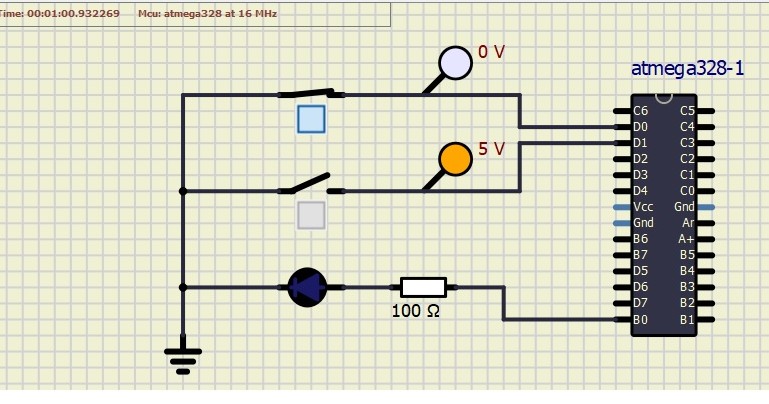 Time: 00:01:00.932269 Mcu: atmega328 at 16 MHz
0 V
atmega328-1
5 V
C6 C5
D0 C4
D1 C3
D2 C2
D3 C1
D4 C0
Vcc Gnd
Gnd Ar
B6 A+
B7 B5
D5 B4
D6 B3
D7 B2
B0 B1
100 Ω